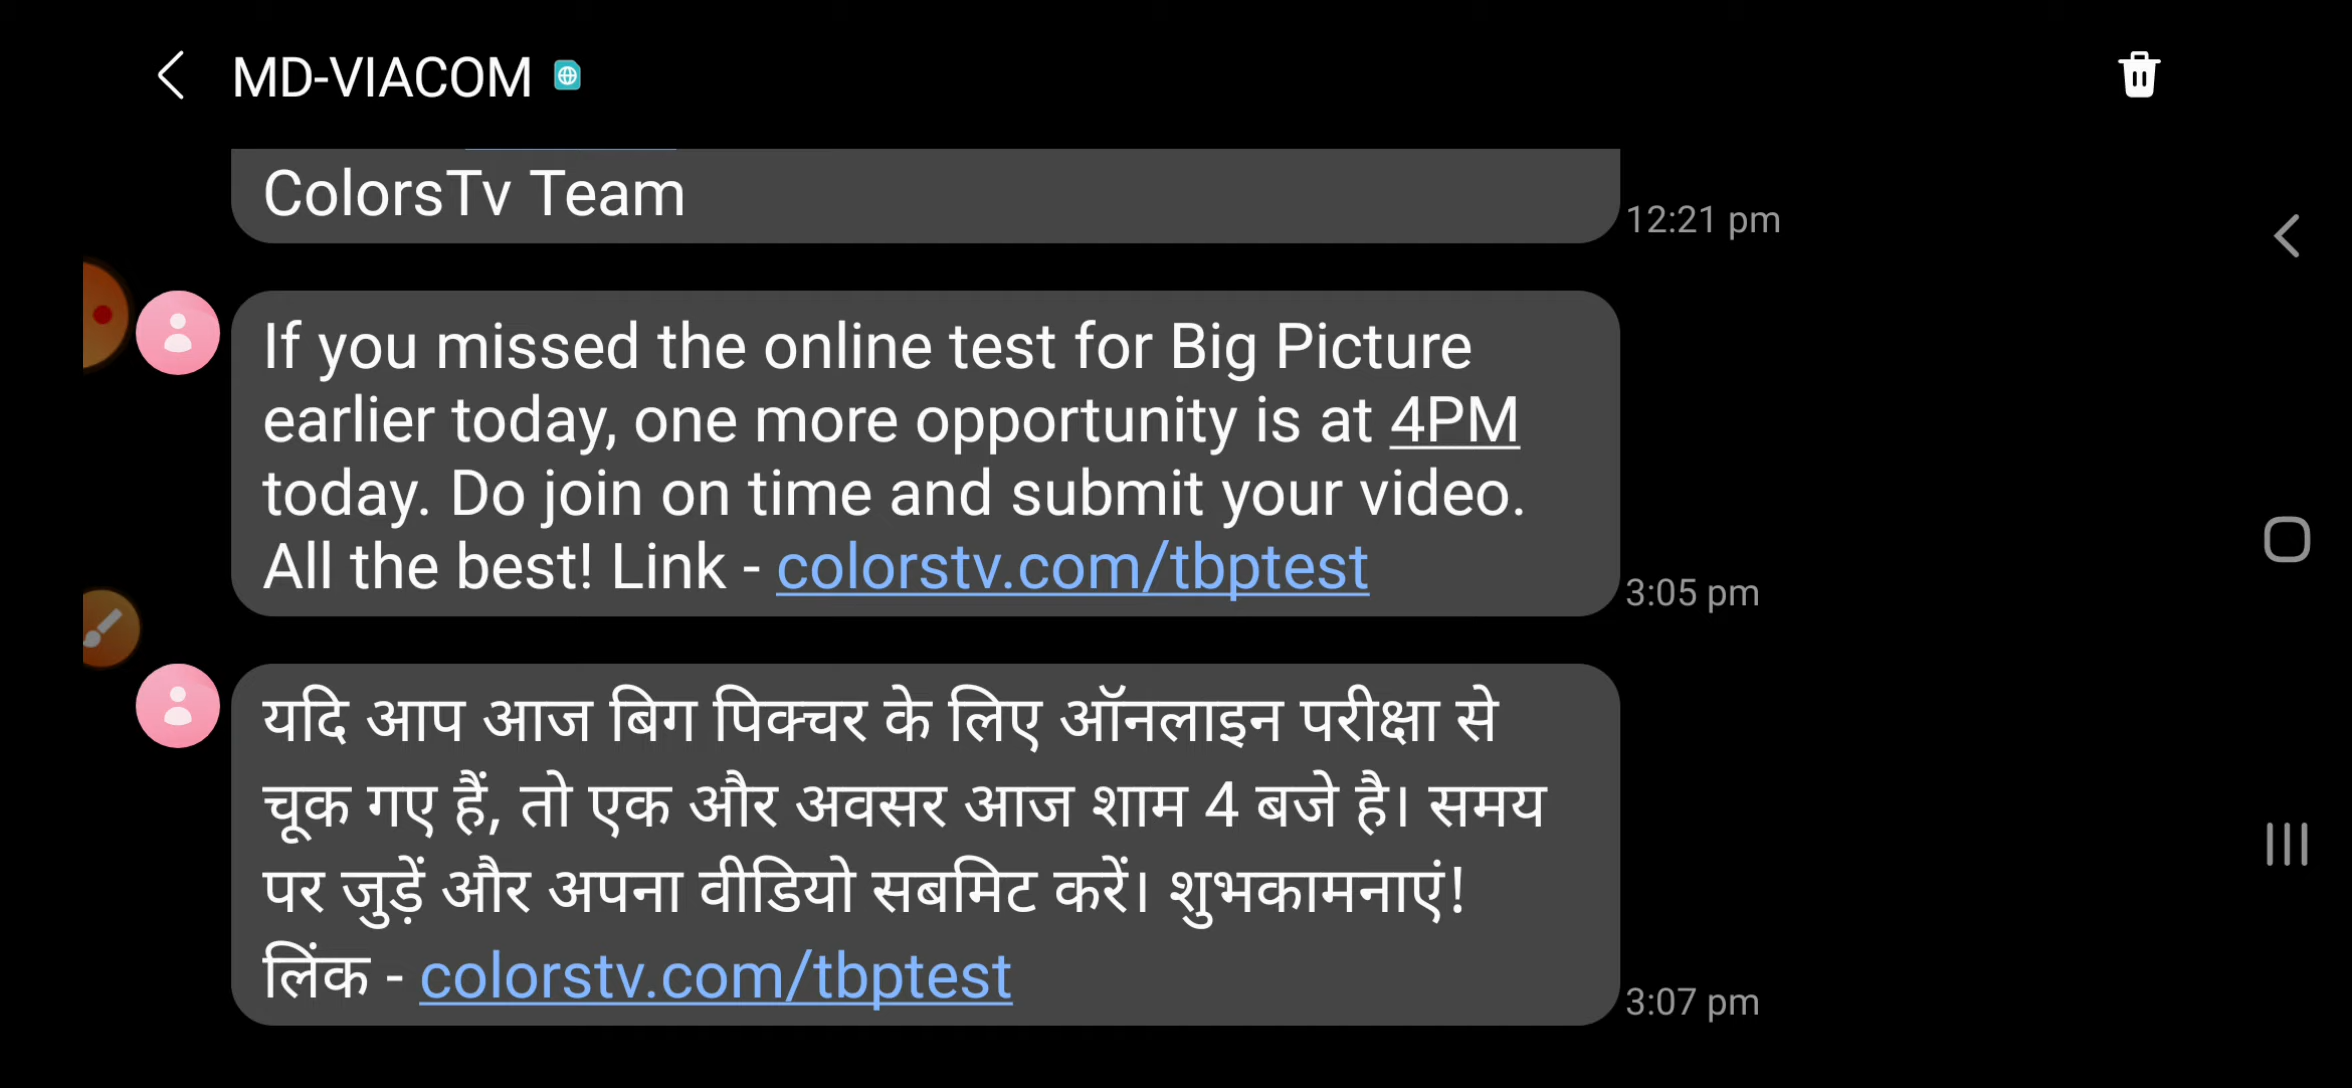 MD-VIACOM
ColorsTv Team
12:21 pm
If you missed the online test for Big Picture
earlier today, one more opportunity is at 4PM
today. Do join on time and submit your video.
All the best! Link - colorstv.com/tbptest
3:05 pm
यदि आप आज बिग पिक्चर के लिए ऑनलाइन परीक्षा से
चूक गए हैं, तो एक और अवसर आज शाम 4 बजे है। समय
पर जुड़ें और अपना वीडियो सबमिट करें। शुभकामनाएं!
लिंक - colorstv.com/tbptest
3:07 pm